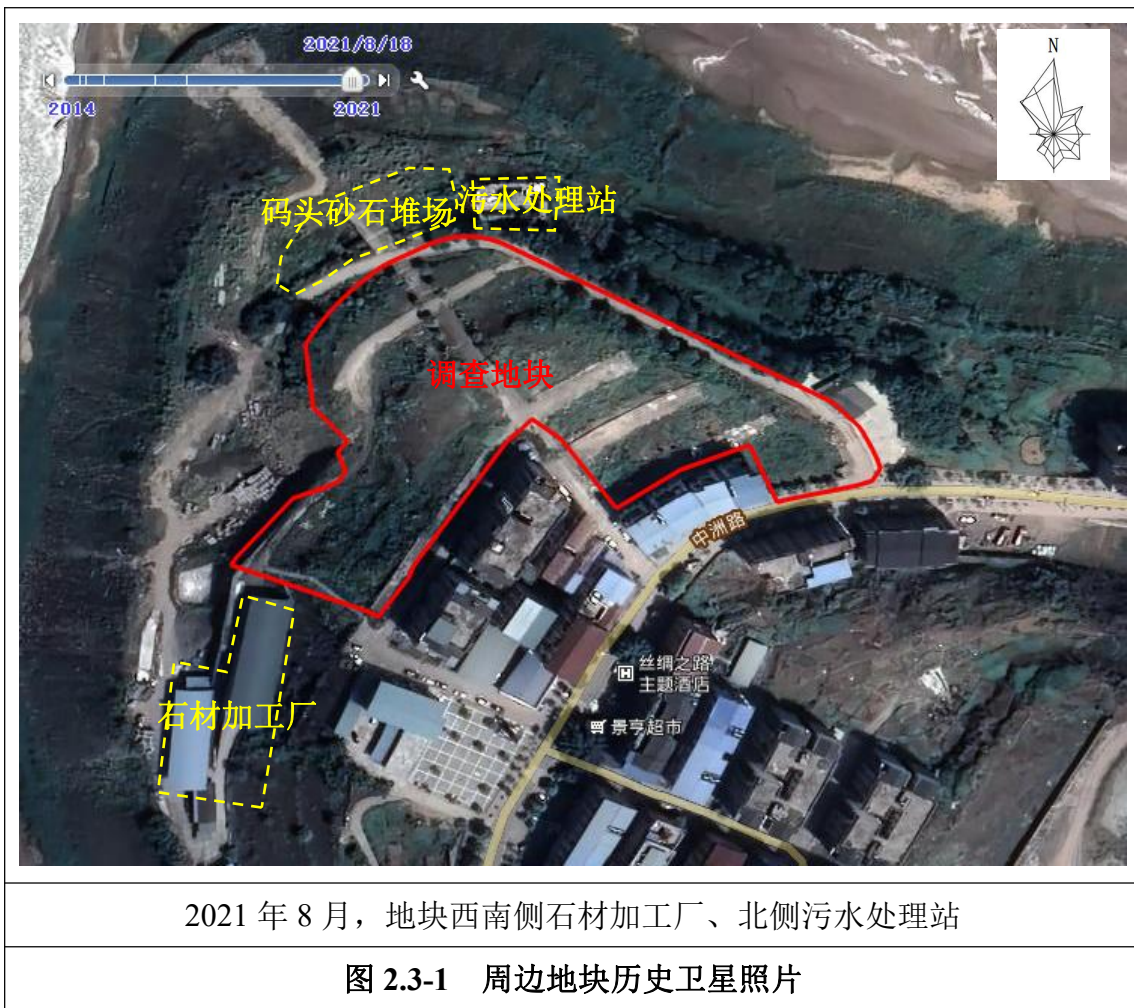 2021/8/18
2014
2021
N
码头砂石堆场
污水处理站
调查地块
中洲路
丝绸之路
主题酒店
景亨超市
石材加工厂
2021 年 8 月，地块西南侧石材加工厂、北侧污水处理站
图 2.3-1 周边地块历史卫星照片